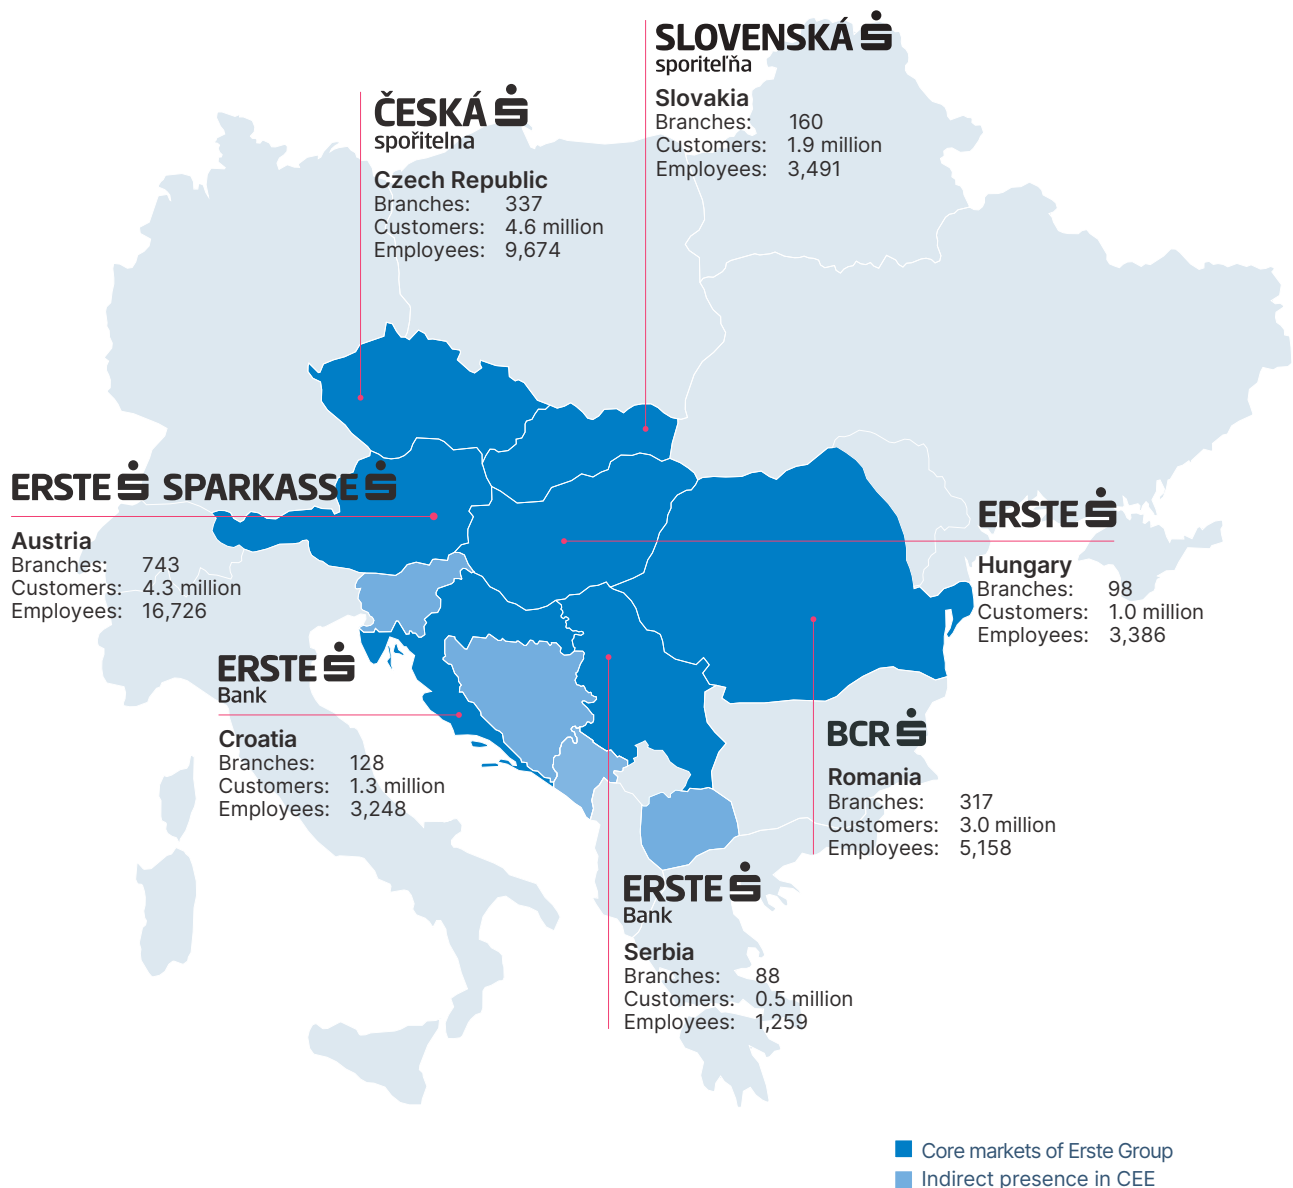 SLOVENSKÁ
sporiteľňa
Slovakia
Branches: 160
Customers: 1.9 million
Employees: 3,491
ČESKÁ
spořitelna
Czech Republic
Branches: 337
Customers: 4.6 million
Employees: 9,674
ERSTE SPARKASSE
Austria
Branches: 743
Customers: 4.3 million
Employees: 16,726
ERSTE
Hungary
Branches: 98
Customers: 1.0 million
Employees: 3,386
ERSTE
Bank
Croatia
Branches: 128
Customers: 1.3 million
Employees: 3,248
BCR
Romania
Branches: 317
Customers: 3.0 million
Employees: 5,158
ERSTE
Bank
Serbia
Branches: 88
Customers: 0.5 million
Employees: 1,259
Core markets of Erste Group
Indirect presence in CEE